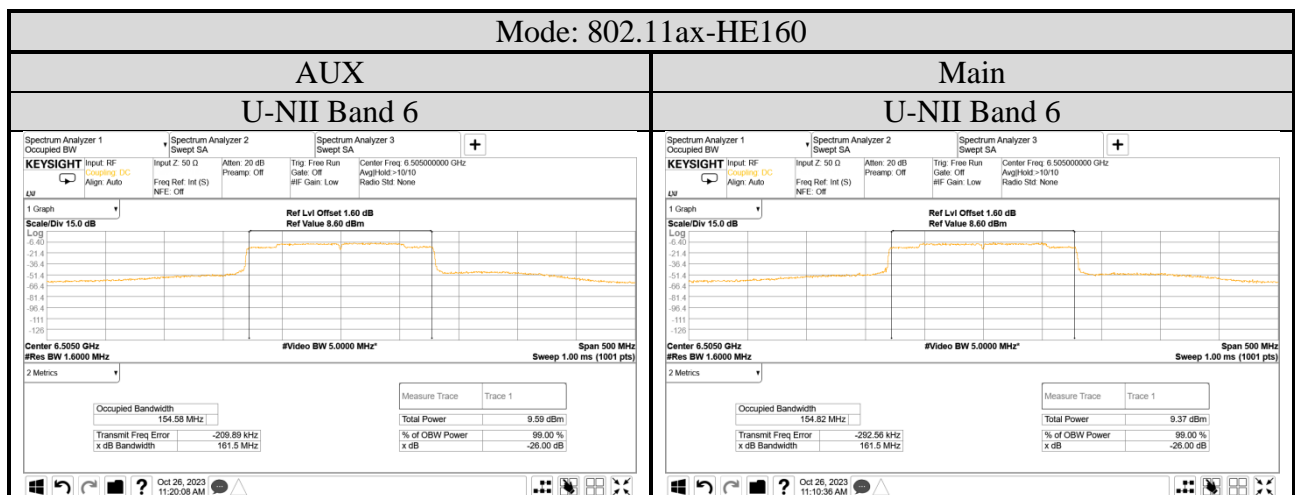 Mode: 802.11ax-HE160
AUX
Main
U-NII Band 6
U-NII Band 6
Spectrum Analyzer 1
Occupied BW
Spectrum Analyzer 2
Swept SA
Spectrum Analyzer 3
Swept SA
+
KEYSIGHT
Input: RF
Coupling: DC
Align: Auto
Input Z: 50 Ω
Freq Ref: Int (S)
NFE: Off
Atten: 20 dB
Preamp: Off
Trig: Free Run
Gate: Off
#IF Gain: Low
Center Freq: 6.505000000 GHz
Avg|Hold:>10/10
Radio Std: None
LXI
1 Graph
Scale/Div 15.0 dB
Ref Lvl Offset 1.60 dB
Ref Value 8.60 dBm
Log
-6.40
-21.4
-36.4
-51.4
-66.4
-81.4
-96.4
-111
-126
Center 6.5050 GHz
#Res BW 1.6000 MHz
#Video BW 5.0000 MHz*
Span 500 MHz
Sweep 1.00 ms (1001 pts)
2 Metrics
Measure Trace Trace 1
Occupied Bandwidth
154.58 MHz
Total Power 9.59 dBm
Transmit Freq Error -209.89 kHz
% of OBW Power 99.00 %
x dB Bandwidth 161.5 MHz
x dB -26.00 dB
?
Oct 26, 2023
11:20:08 AM
Spectrum Analyzer 1
Occupied BW
Spectrum Analyzer 2
Swept SA
Spectrum Analyzer 3
Swept SA
+
KEYSIGHT
Input: RF
Coupling: DC
Align: Auto
Input Z: 50 Ω
Freq Ref: Int (S)
NFE: Off
Atten: 20 dB
Preamp: Off
Trig: Free Run
Gate: Off
#IF Gain: Low
Center Freq: 6.505000000 GHz
Avg|Hold:>10/10
Radio Std: None
LXI
1 Graph
Scale/Div 15.0 dB
Ref Lvl Offset 1.60 dB
Ref Value 8.60 dBm
Log
-6.40
-21.4
-36.4
-51.4
-66.4
-81.4
-96.4
-111
-126
Center 6.5050 GHz
#Res BW 1.6000 MHz
#Video BW 5.0000 MHz*
Span 500 MHz
Sweep 1.00 ms (1001 pts)
2 Metrics
Measure Trace Trace 1
Occupied Bandwidth
154.82 MHz
Total Power 9.37 dBm
Transmit Freq Error -292.56 kHz
% of OBW Power 99.00 %
x dB Bandwidth 161.5 MHz
x dB -26.00 dB
?
Oct 26, 2023
11:10:36 AM